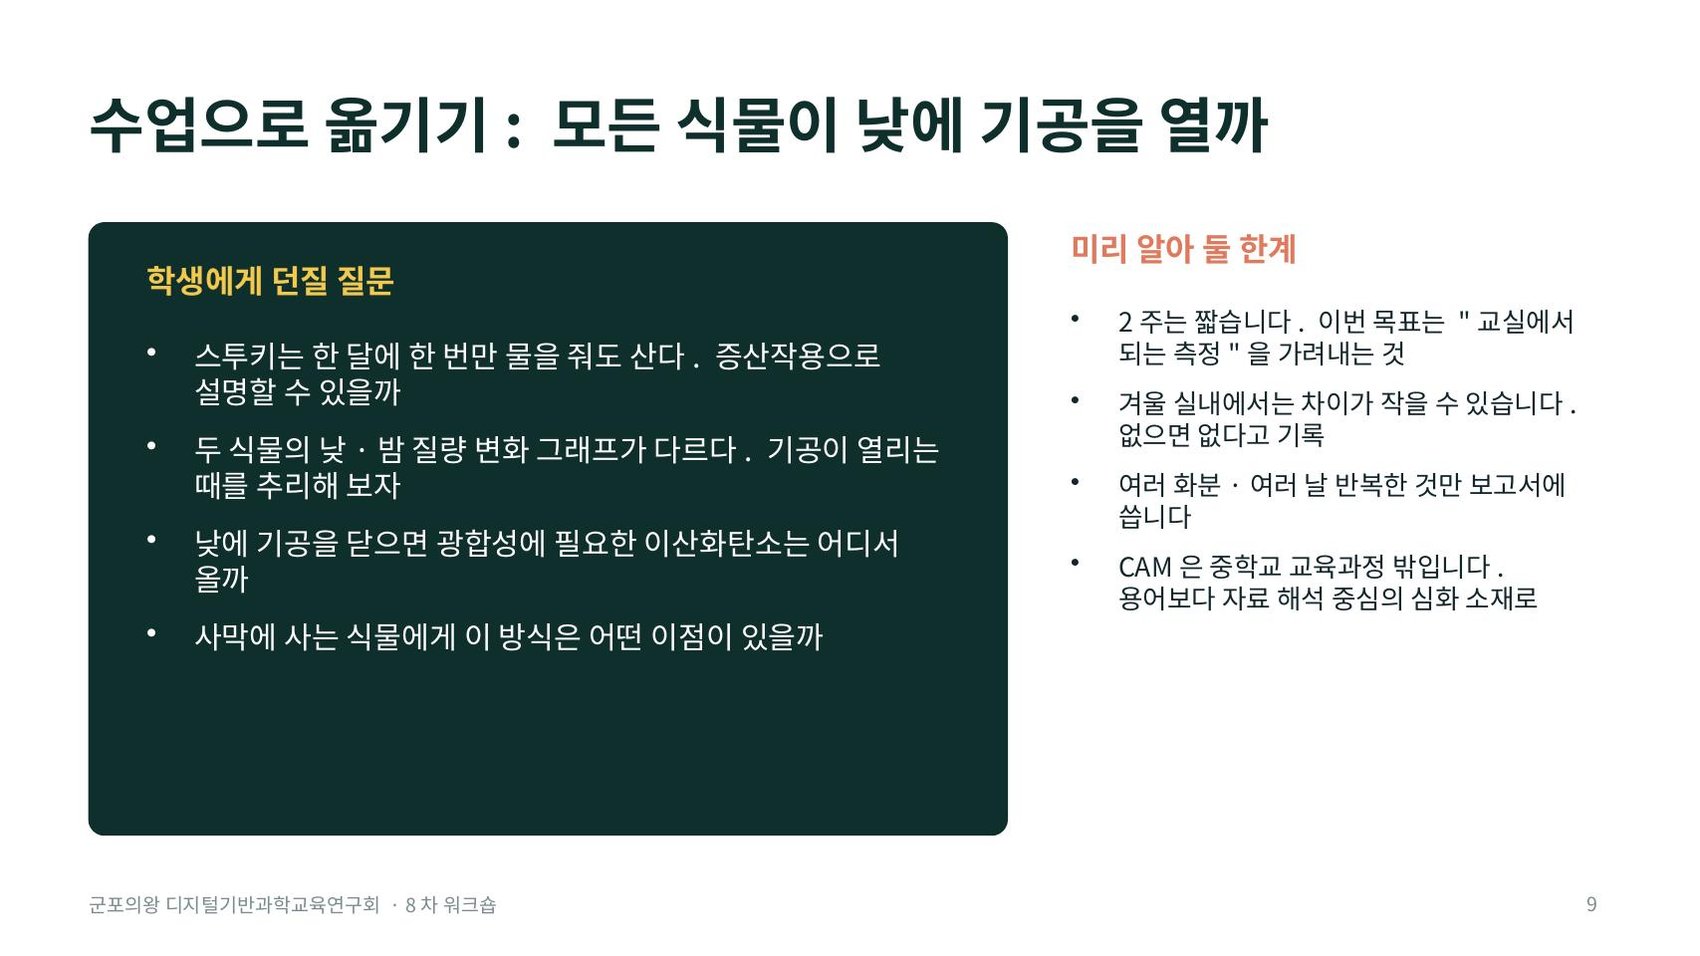 수업으로 옮기기 : 모든 식물이 낮에 기공을 열까
학생에게 던질 질문
• 스투키는 한 달에 한 번만 물을 줘도 산다 . 증산작용으로
설명할 수 있을까
• 두 식물의 낮 · 밤 질량 변화 그래프가 다르다 . 기공이 열리는
때를 추리해 보자
• 낮에 기공을 닫으면 광합성에 필요한 이산화탄소는 어디서
올까
• 사막에 사는 식물에게 이 방식은 어떤 이점이 있을까
미리 알아 둘 한계
• 2 주는 짧습니다 . 이번 목표는 " 교실에서
되는 측정 " 을 가려내는 것
• 겨울 실내에서는 차이가 작을 수 있습니다 .
없으면 없다고 기록
• 여러 화분 · 여러 날 반복한 것만 보고서에
씁니다
• CAM 은 중학교 교육과정 밖입니다 .
용어보다 자료 해석 중심의 심화 소재로
군포의왕 디지털기반과학교육연구회 · 8 차 워크숍
9